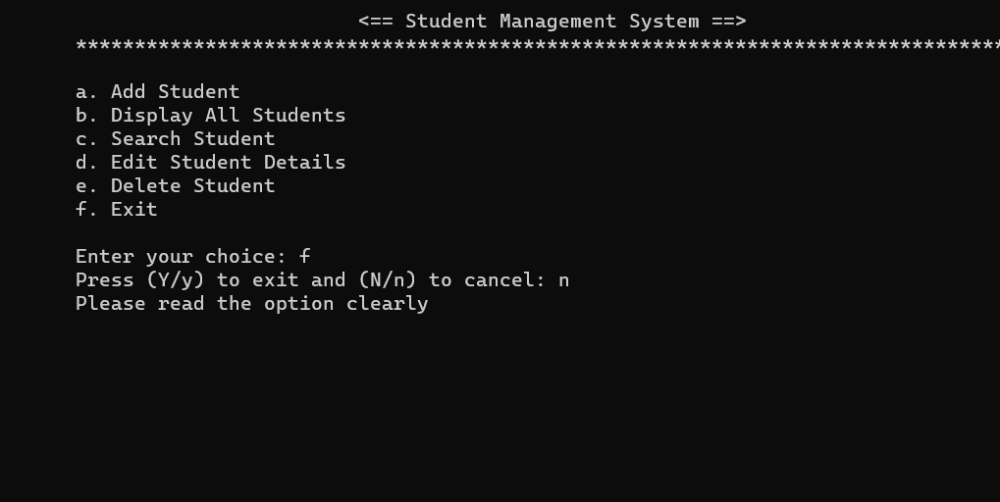 <== Student Management System ==>
******************************************************************************
a. Add Student
b. Display All Students
c. Search Student
d. Edit Student Details
e. Delete Student
f. Exit
Enter your choice: f
Press (Y/y) to exit and (N/n) to cancel: n
Please read the option clearly